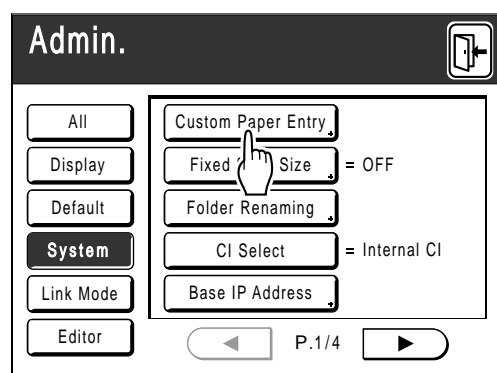 Admin.
All
Display
Default
System
Link Mode
Editor
Custom Paper Entry
Fixed Size = OFF
Folder Renaming
CI Select = Internal CI
Base IP Address
P.1/4